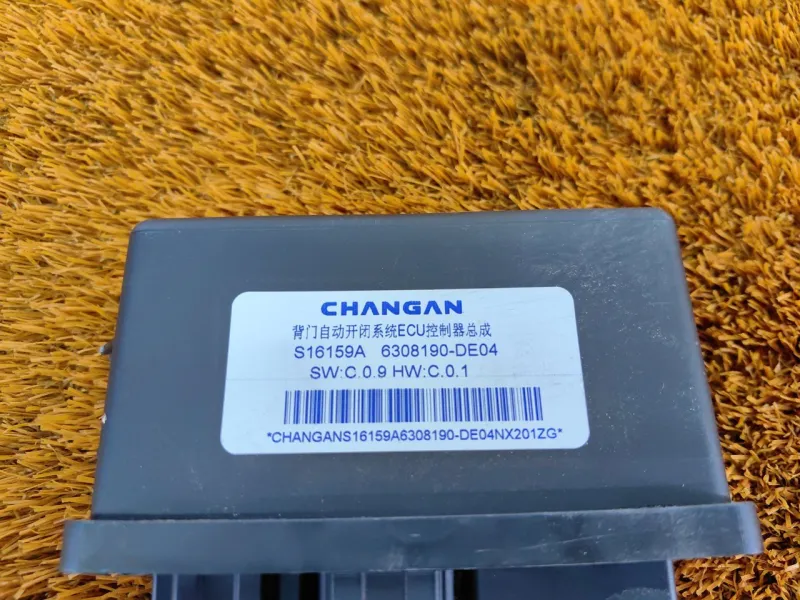 CHANGAN
背门自动开闭系统ECU控制器总成
S16159A 6308190-DE04
SW:C.0.9 HW:C.0.1
*CHANGANS16159A6308190-DE04NX201ZG*